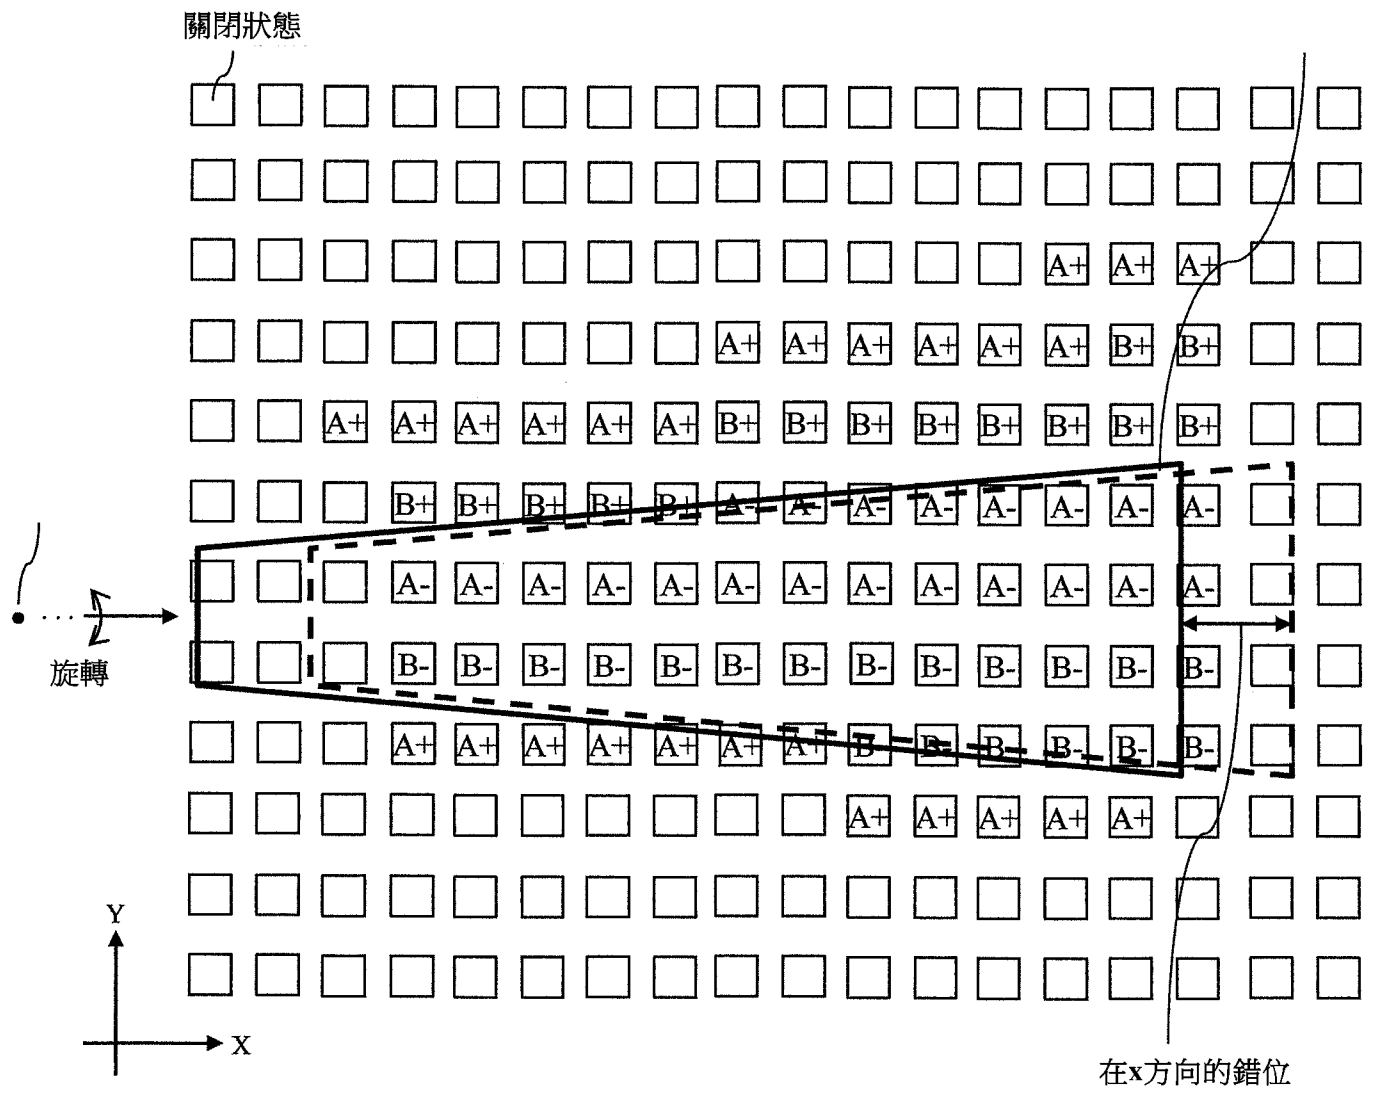 關閉狀態
A+ A+ A+
A+ A+ A+ A+ A+ A+ B+ B+
A+ A+ A+ A+ A+ A+ B+ B+ B+ B+ B+ B+ B+ B+
B+ B+ B+ B+ B+ A- A- A- A- A- A- A- A-
A- A- A- A- A- A- A- A- A- A- A- A- A-
旋轉
B- B- B- B- B- B- B- B- B- B- B- B- B-
A+ A+ A+ A+ A+ A+ A+ B- B- B- B- B- B-
A+ A+ A+ A+ A+
Y
X
在x方向的錯位